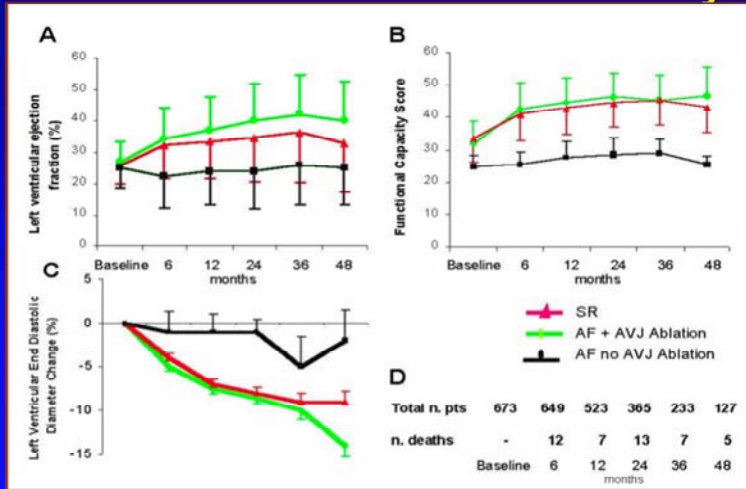 A
Left ventricular ejection
fraction (%)
60
50
40
30
20
10
0
Baseline 6 12 24 36 48
months
B
Functional Capacity Score
60
50
40
30
20
10
0
Baseline 6 12 24 36 48
months
C
Left Ventricular End Diastolic
Diameter Change (%)
5
0
-5
-10
-15
SR
AF + AVJ Ablation
AF no AVJ Ablation
D
Total n. pts 673 649 523 365 233 127
n. deaths - 12 7 13 7 5
Baseline 6 12 24 36 48
months